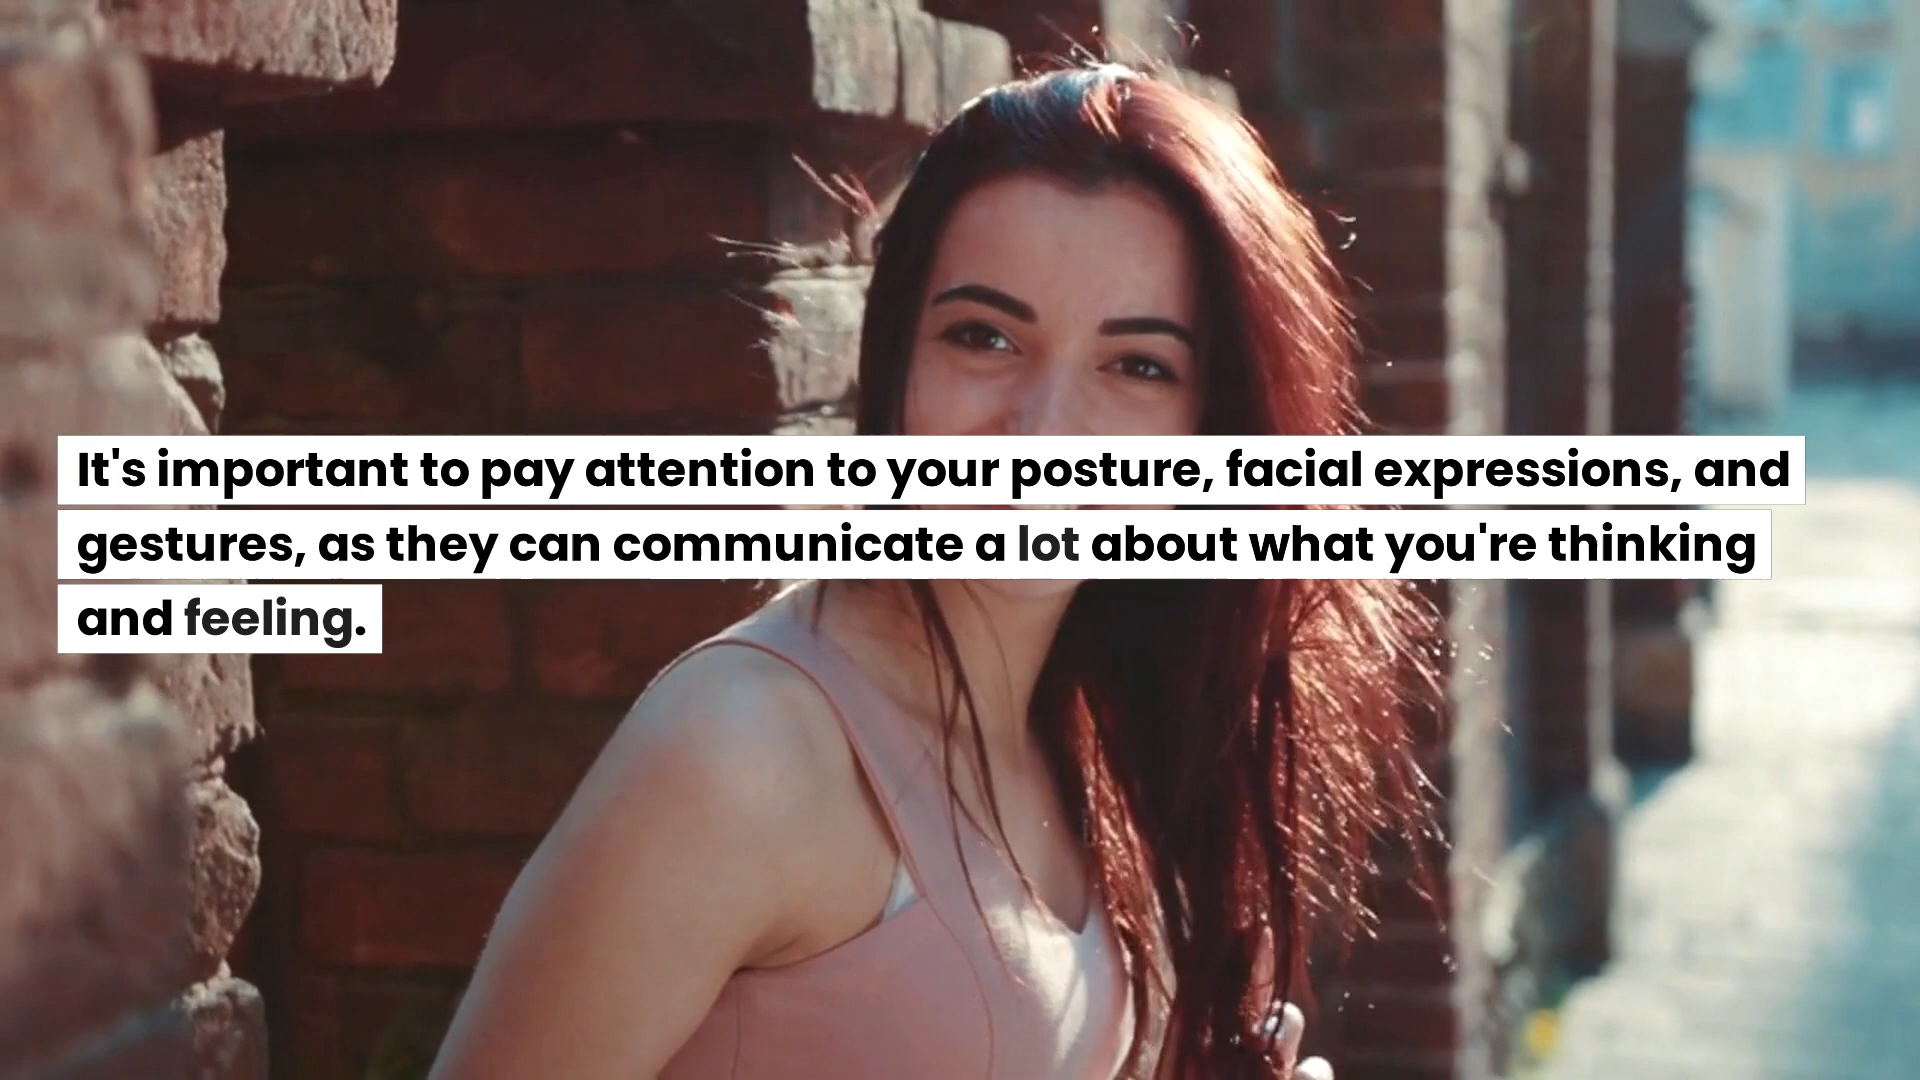 It's important to pay attention to your posture, facial expressions, and
gestures, as they can communicate a lot about what you're thinking
and feeling.